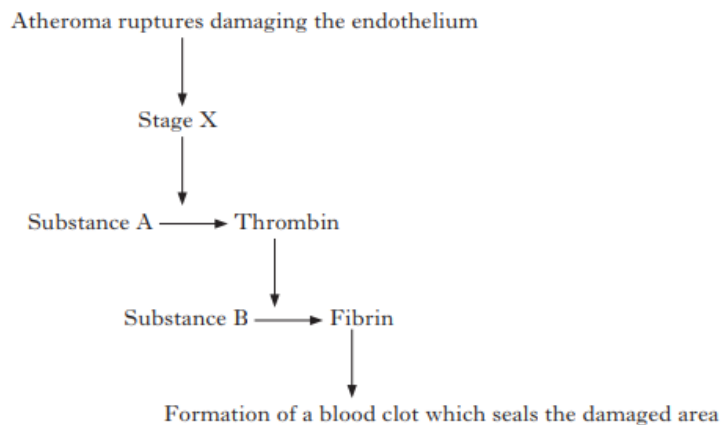 Atheroma ruptures damaging the endothelium
Stage X
Substance A Thrombin
Substance B Fibrin
Formation of a blood clot which seals the damaged area